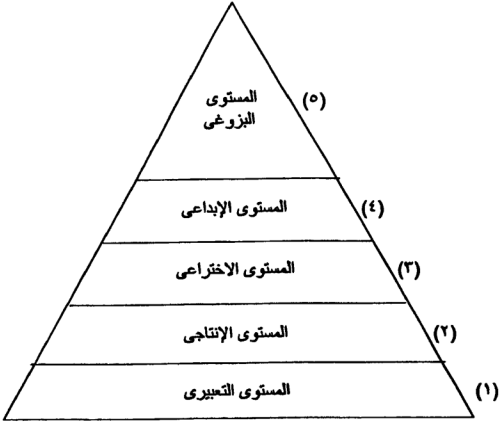 المستوى
البزوغى
(٥)
المستوى الإبداعى
(٤)
المستوى الاختراعى
(٣)
المستوى الإنتاجى
(٢)
المستوى التعبيرى
(١)